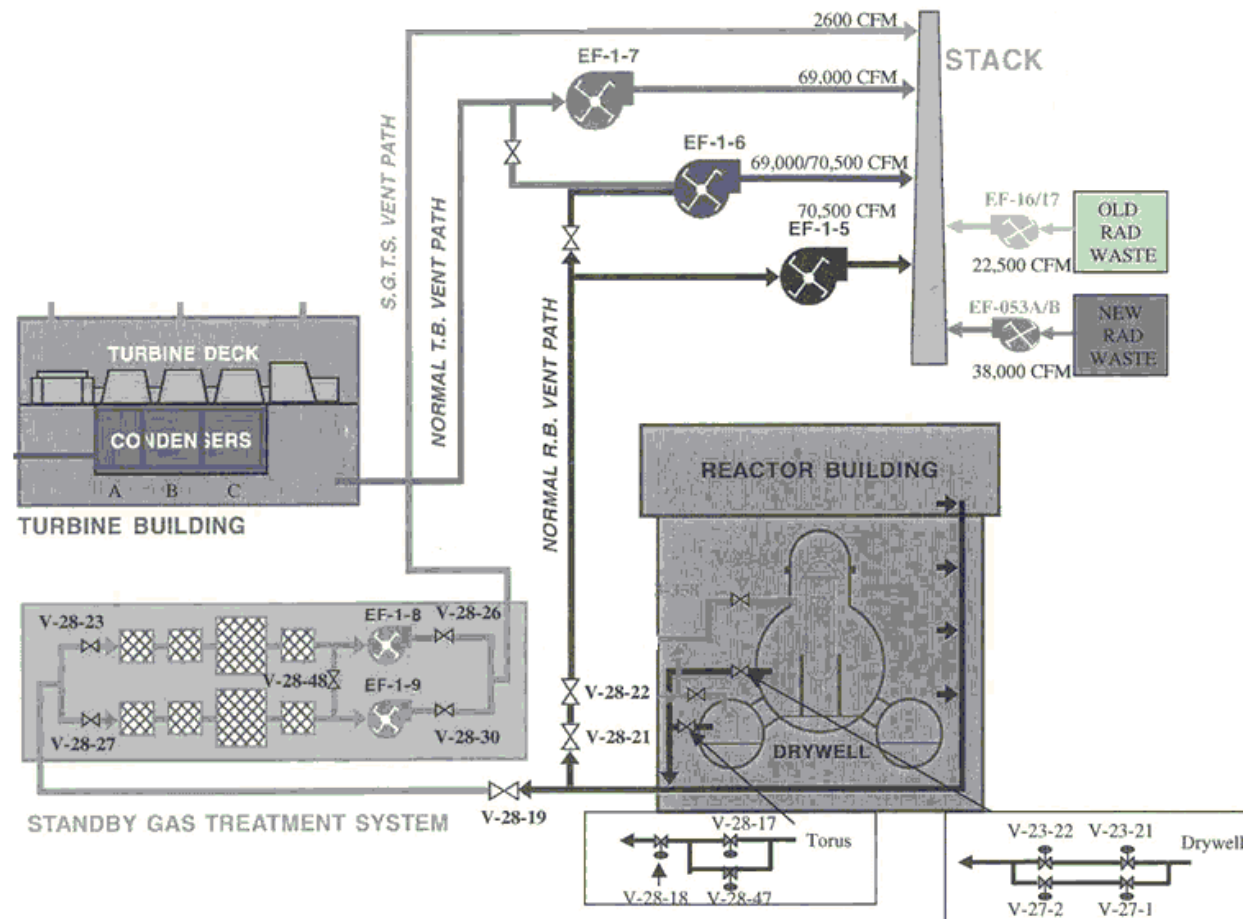 2600 CFM
EF-1-7
STACK
69.000 CFM
EF-1-6
69,000/70,500 CFM
S.G.T.S. VENT PATH
NORMAL T.B. VENT PATH
NORMAL R.B. VENT PATH
70,500 CFM
EF-1-5
EF-16/17
OLD
RAD
WASTE
22,500 CFM
EF-053A/B
NEW
RAD
WASTE
38,000 CFM
TURBINE DECK
CONDENSERS
A B C
TURBINE BUILDING
REACTOR BUILDING
V-28-23
EF-1-8
V-28-26
V-28-48
EF-1-9
V-28-27
V-28-30
V-28-22
V-28-21
DRYWELL
STANDBY GAS TREATMENT SYSTEM
V-28-19
V-28-17
Torus
V-28-18
V-28-47
V-23-22
V-23-21
Drywell
V-27-2
V-27-1